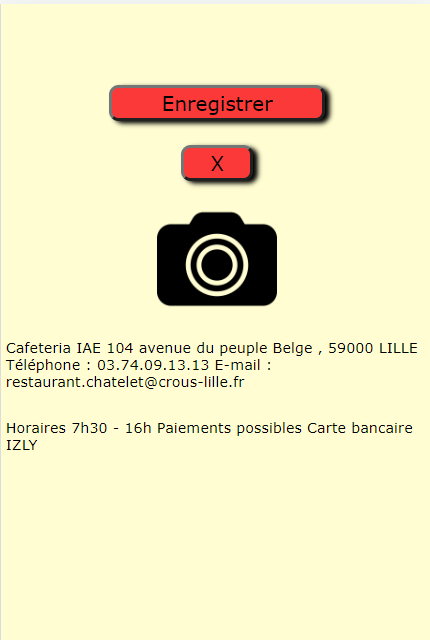 Enregistrer
X
Cafeteria IAE 104 avenue du peuple Belge , 59000 LILLE
Téléphone : 03.74.09.13.13 E-mail :
restaurant.chatelet@crous-lille.fr
Horaires 7h30 - 16h Paiements possibles Carte bancaire
IZLY